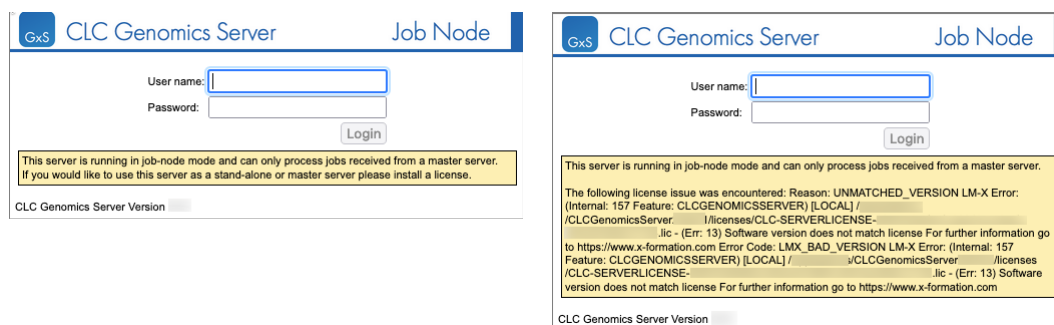 GxS CLC Genomics Server Job Node
User name:
Password:
Login
This server is running in job-node mode and can only process jobs received from a master server.
If you would like to use this server as a stand-alone or master server please install a license.
CLC Genomics Server Version
GxS CLC Genomics Server Job Node
User name:
Password:
Login
This server is running in job-node mode and can only process jobs received from a master server.
The following license issue was encountered: Reason: UNMATCHED_VERSION LM-X Error:
(Internal: 157 Feature: CLCGENOMICSSERVER) [LOCAL] /
/CLCGenomicsServer /licenses/CLC-SERVERLICENSE-
.lic - (Err: 13) Software version does not match license For further information go
to https://www.x-formation.com Error Code: LMX_BAD_VERSION LM-X Error: (Internal: 157
Feature: CLCGENOMICSSERVER) [LOCAL] / /CLCGenomicsServer /licenses
/CLC-SERVERLICENSE- .lic - (Err: 13) Software
version does not match license For further information go to https://www.x-formation.com
CLC Genomics Server Version